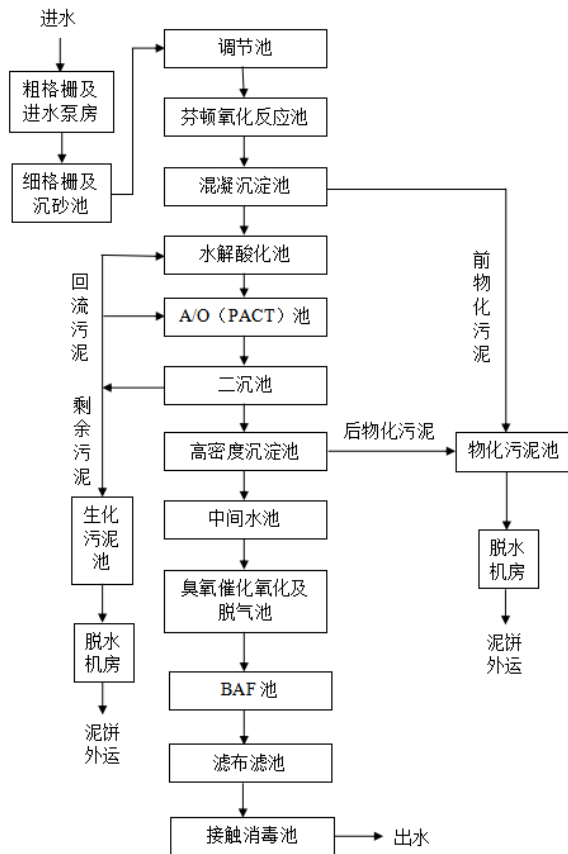 进水
粗格栅及
进水泵房
细格栅及
沉砂池
调节池
芬顿氧化反应池
混凝沉淀池
水解酸化池
A/O（PACT）池
二沉池
高密度沉淀池
中间水池
臭氧催化氧化及
脱气池
BAF 池
滤布滤池
接触消毒池
出水
回流污泥
剩余污泥
生化
污泥
池
脱水
机房
泥饼
外运
前物化污泥
后物化污泥
物化污泥池
脱水
机房
泥饼
外运